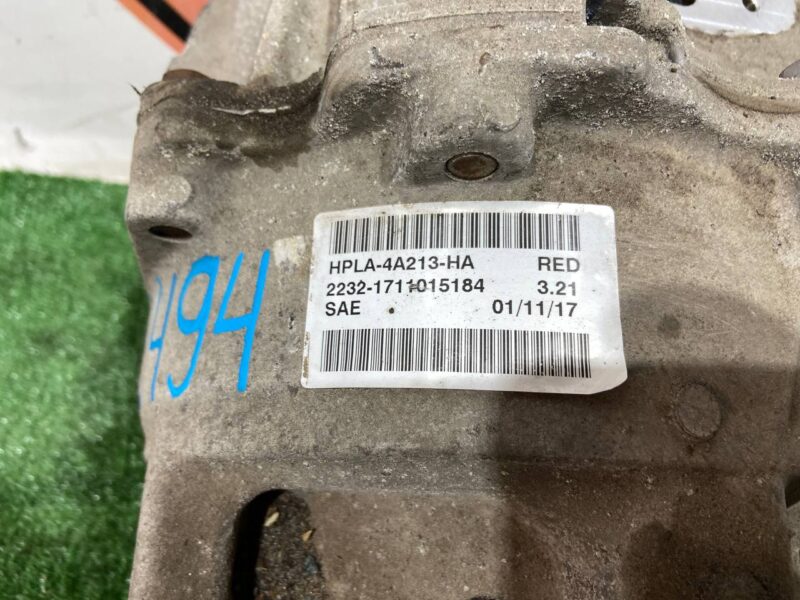 HPLA-4A213-HA RED
2232-1711015184 3.21
SAE 01/11/17
494